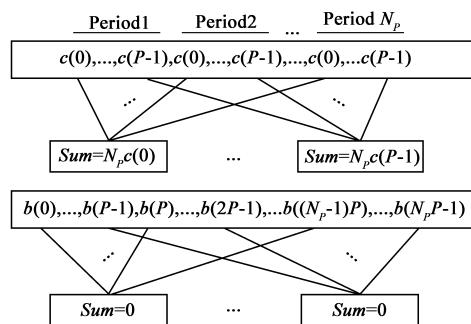 Period1 Period2 ... Period N_P
c(0),...,c(P-1),c(0),...,c(P-1),...,c(0),...c(P-1)
... ...
Sum=N_Pc(0) ... Sum=N_Pc(P-1)
b(0),...,b(P-1),b(P),...,b(2P-1),...b((N_P-1)P),...,b(N_PP-1)
... ...
Sum=0 ... Sum=0